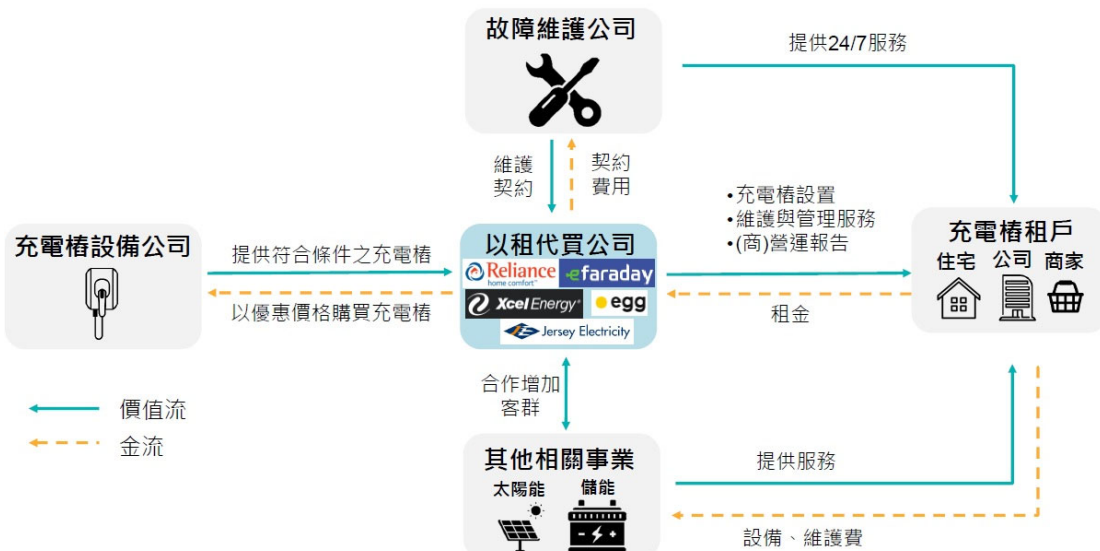 故障維護公司
提供24/7服務
維護
契約
契約
費用
•充電樁設置
•維護與管理服務
•(商)營運報告
充電樁設備公司
提供符合條件之充電樁
以優惠價格購買充電樁
以租代買公司
Reliance
home comfort™
efaraday
Xcel Energy®
egg
Jersey Electricity
租金
充電樁租戶
住宅 公司 商家
合作增加
客群
價值流
金流
其他相關事業
太陽能 儲能
提供服務
設備、維護費